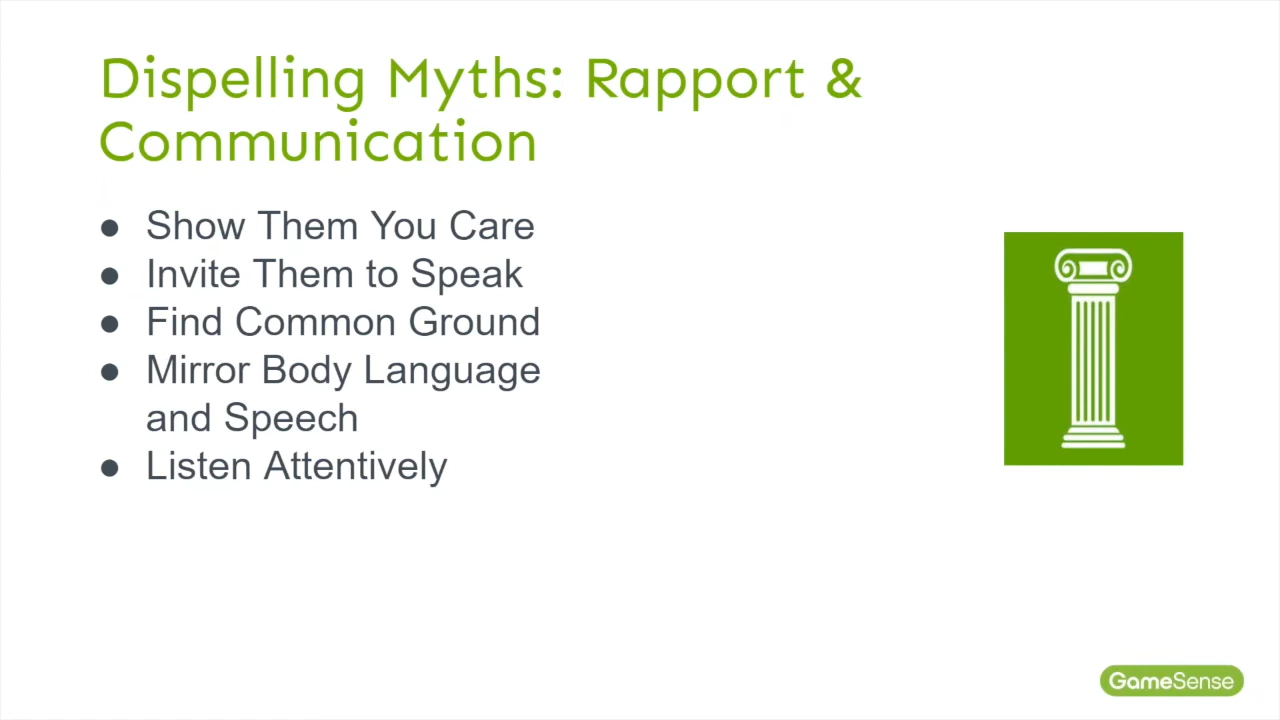 Dispelling Myths: Rapport &
Communication
● Show Them You Care
● Invite Them to Speak
● Find Common Ground
● Mirror Body Language
and Speech
● Listen Attentively
GameSense